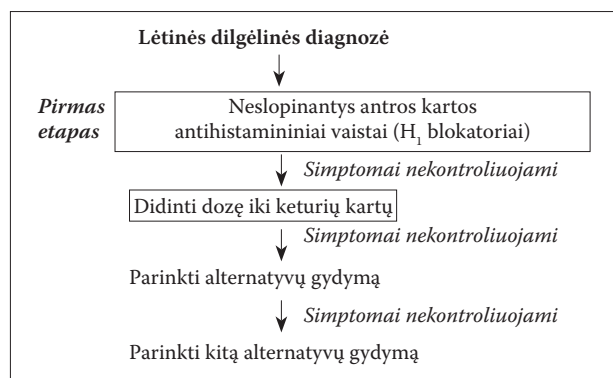 Lėtinės dilgėlinės diagnozė
Pirmas etapas
Neslopinantys antros kartos
antihistamininiai vaistai (H₁ blokatoriai)
Simptomai nekontroliuojami
Didinti dozę iki keturių kartų
Simptomai nekontroliuojami
Parinkti alternatyvų gydymą
Simptomai nekontroliuojami
Parinkti kitą alternatyvų gydymą